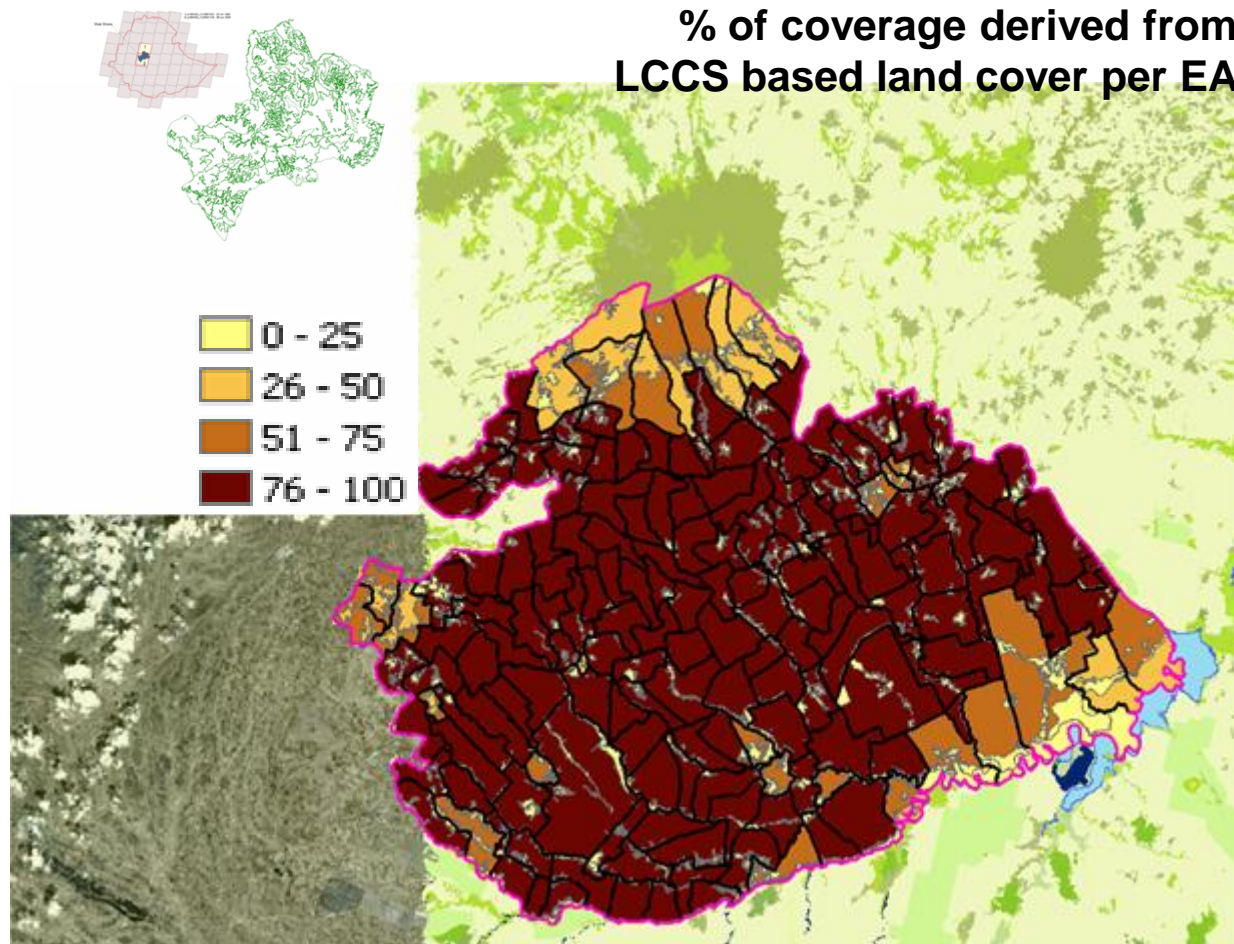 % of coverage derived from
LCCS based land cover per EA
0 - 25
26 - 50
51 - 75
76 - 100